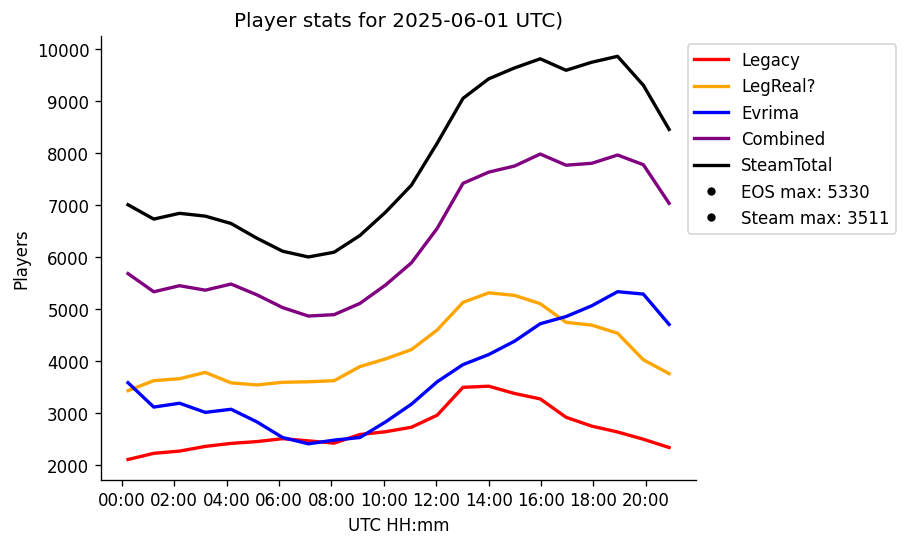 Player stats for 2025-06-01 UTC)
10000
9000
8000
7000
6000
5000
4000
3000
2000
Players
00:00 02:00 04:00 06:00 08:00 10:00 12:00 14:00 16:00 18:00 20:00
UTC HH:mm
Legacy
LegReal?
Evrima
Combined
SteamTotal
EOS max: 5330
Steam max: 3511